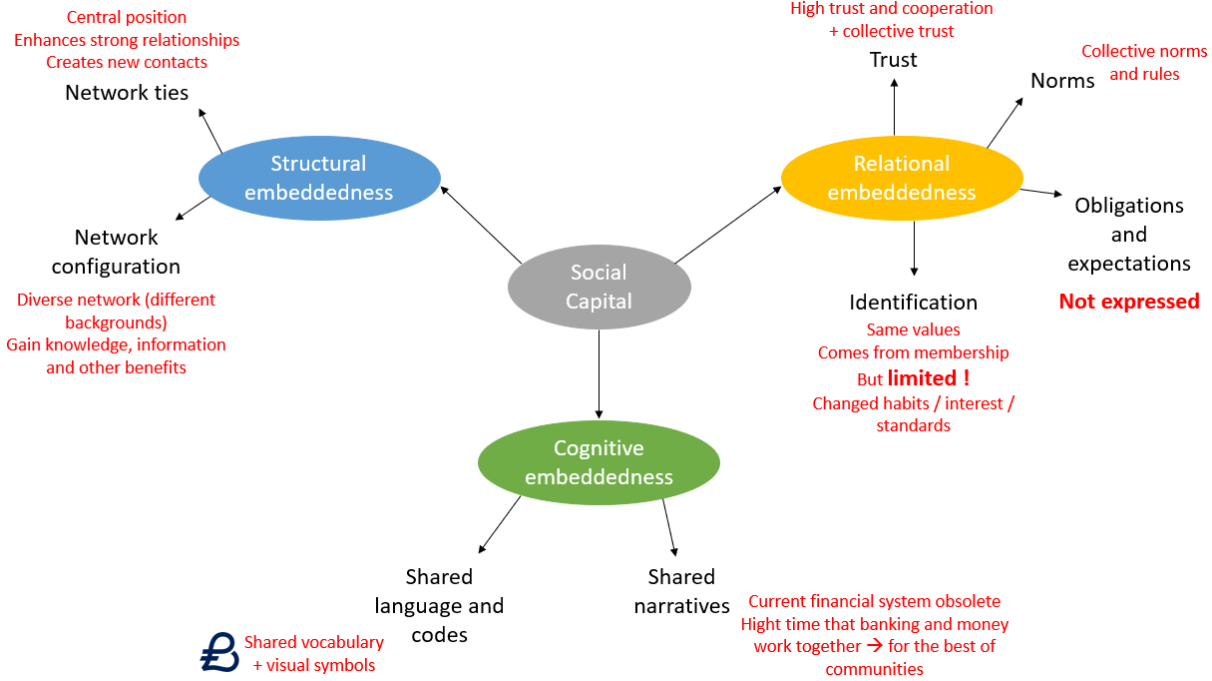 Central position
Enhances strong relationships
Creates new contacts
Network ties
Structural
embeddedness
Network
configuration
Diverse network (different
backgrounds)
Gain knowledge, information
and other benefits
High trust and cooperation
+ collective trust
Trust
Collective norms
and rules
Norms
Relational
embeddedness
Obligations
and
expectations
Not expressed
Identification
Same values
Comes from membership
But limited !
Changed habits / interest /
standards
Social
Capital
Cognitive
embeddedness
Shared
language and
codes
Shared vocabulary
+ visual symbols
Shared
narratives
Current financial system obsolete
Hight time that banking and money
work together → for the best of
communities